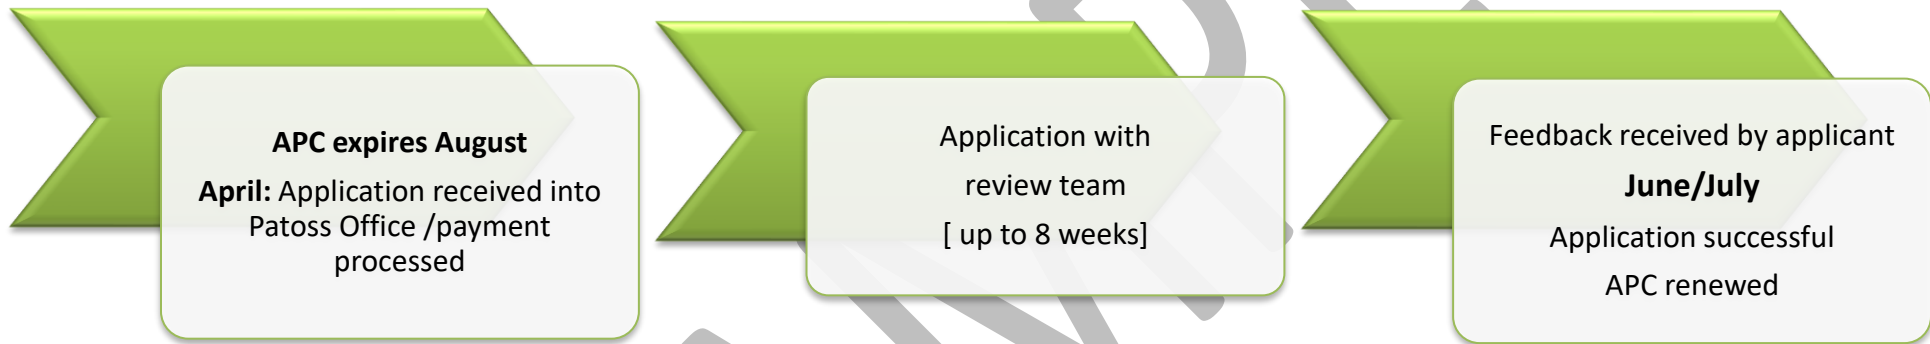 APC expires August
April: Application received into
Patoss Office /payment
processed
Application with
review team
[ up to 8 weeks]
Feedback received by applicant
June/July
Application successful
APC renewed